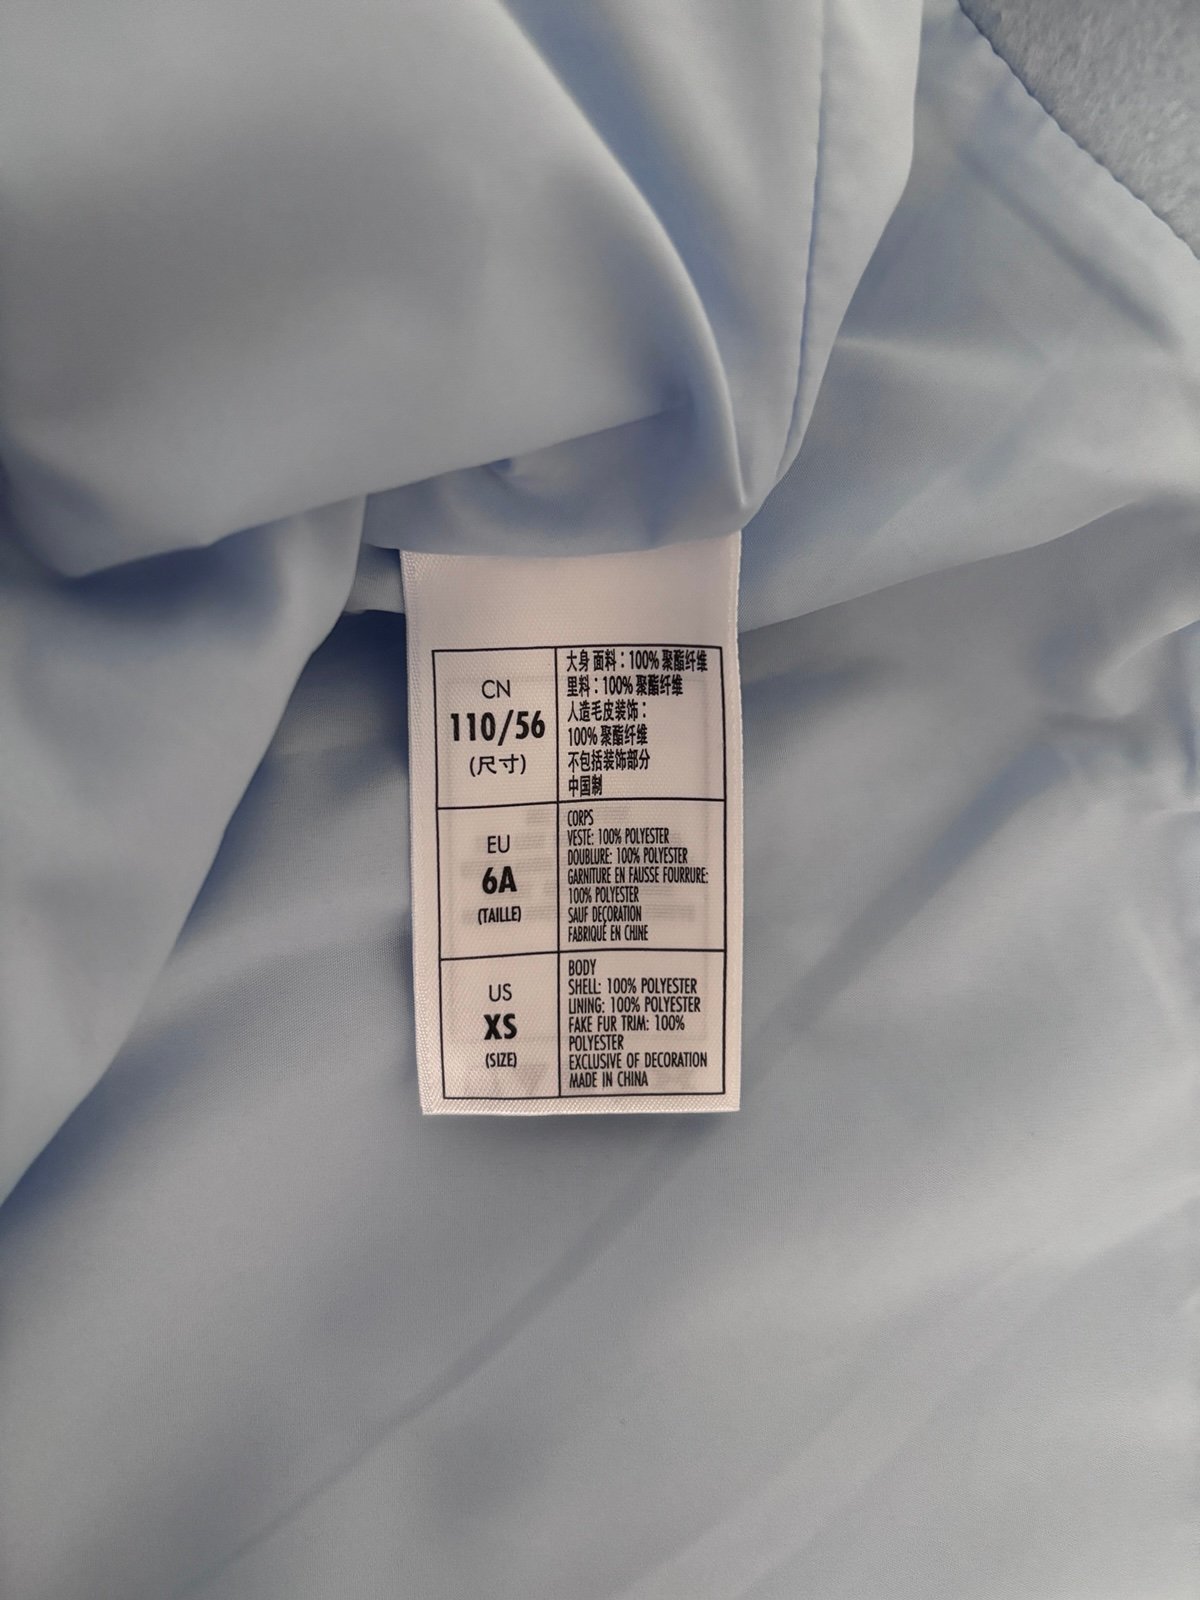 CN
110/56
(尺寸)
大身 面料：100% 聚酯纤维
里料：100% 聚酯纤维
人造毛皮装饰：
100% 聚酯纤维
不包括装饰部分
中国制
EU
6A
(TAILLE)
CORPS
VESTE: 100% POLYESTER
DOUBLURE: 100% POLYESTER
GARNITURE EN FAUSSE FOURRURE:
100% POLYESTER
SAUF DÉCORATION
FABRIQUÉ EN CHINE
US
XS
(SIZE)
BODY
SHELL: 100% POLYESTER
LINING: 100% POLYESTER
FAKE FUR TRIM: 100%
POLYESTER
EXCLUSIVE OF DECORATION
MADE IN CHINA